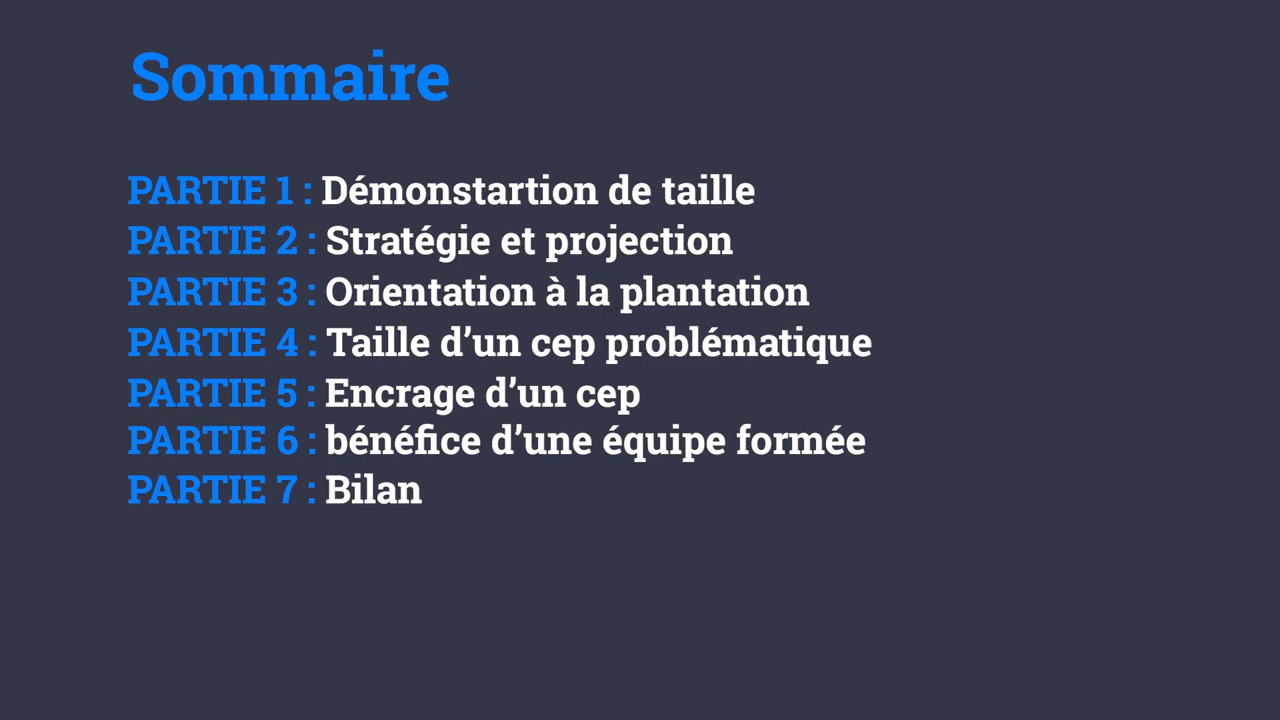 Sommaire
PARTIE 1 : Démonstartion de taille
PARTIE 2 : Stratégie et projection
PARTIE 3 : Orientation à la plantation
PARTIE 4 : Taille d’un cep problématique
PARTIE 5 : Encrage d’un cep
PARTIE 6 : bénéfice d’une équipe formée
PARTIE 7 : Bilan